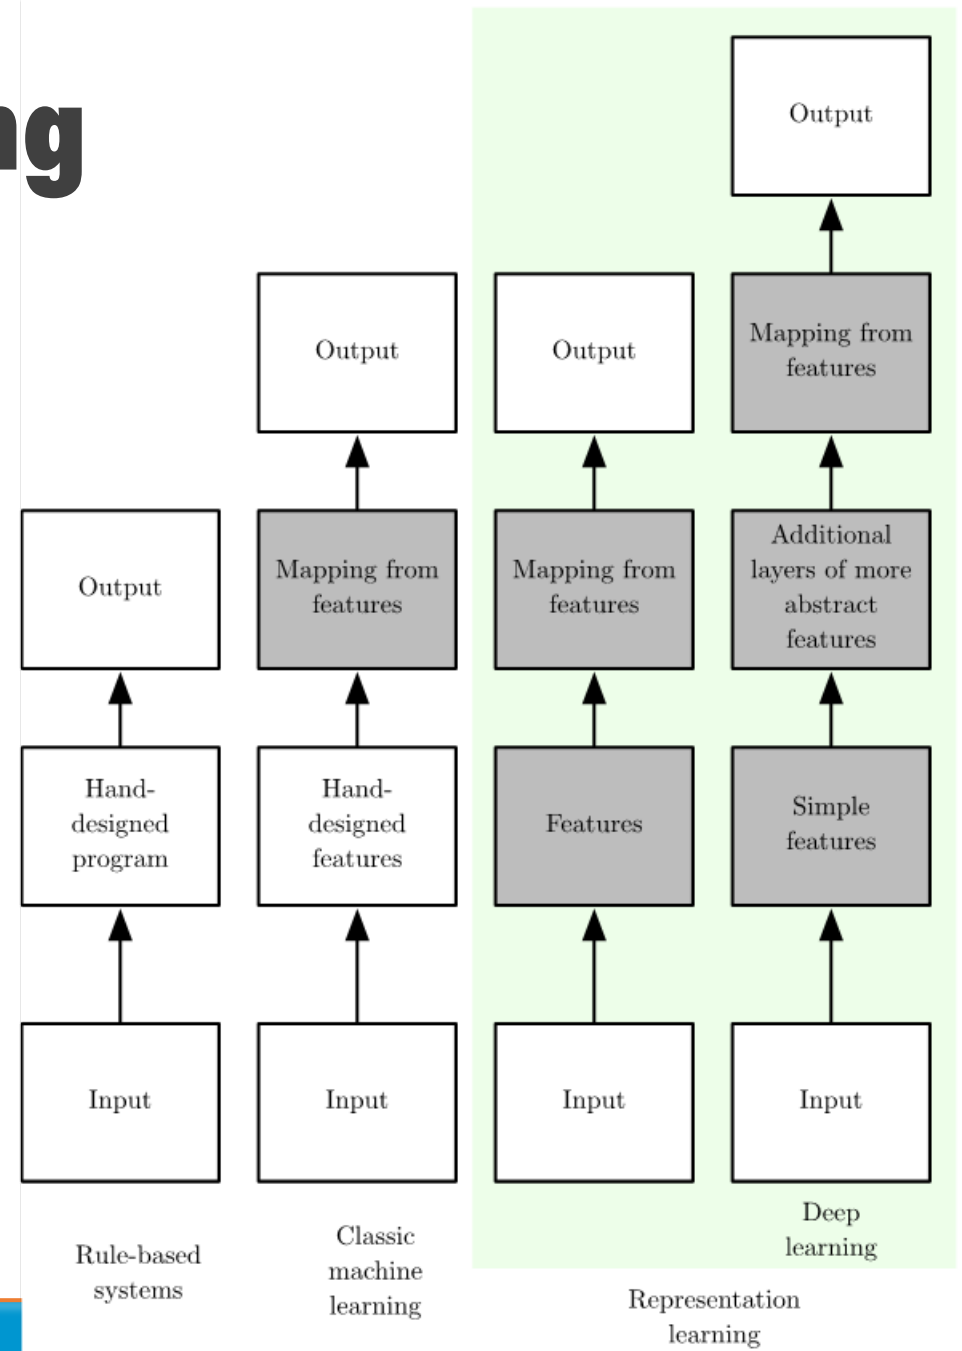 ng
Output
Output
Output
Mapping from
features
Output
Mapping from
features
Mapping from
features
Additional
layers of more
abstract
features
Hand-
designed
program
Hand-
designed
features
Features
Simple
features
Input
Input
Input
Input
Rule-based
systems
Classic
machine
learning
Representation
learning
Deep
learning